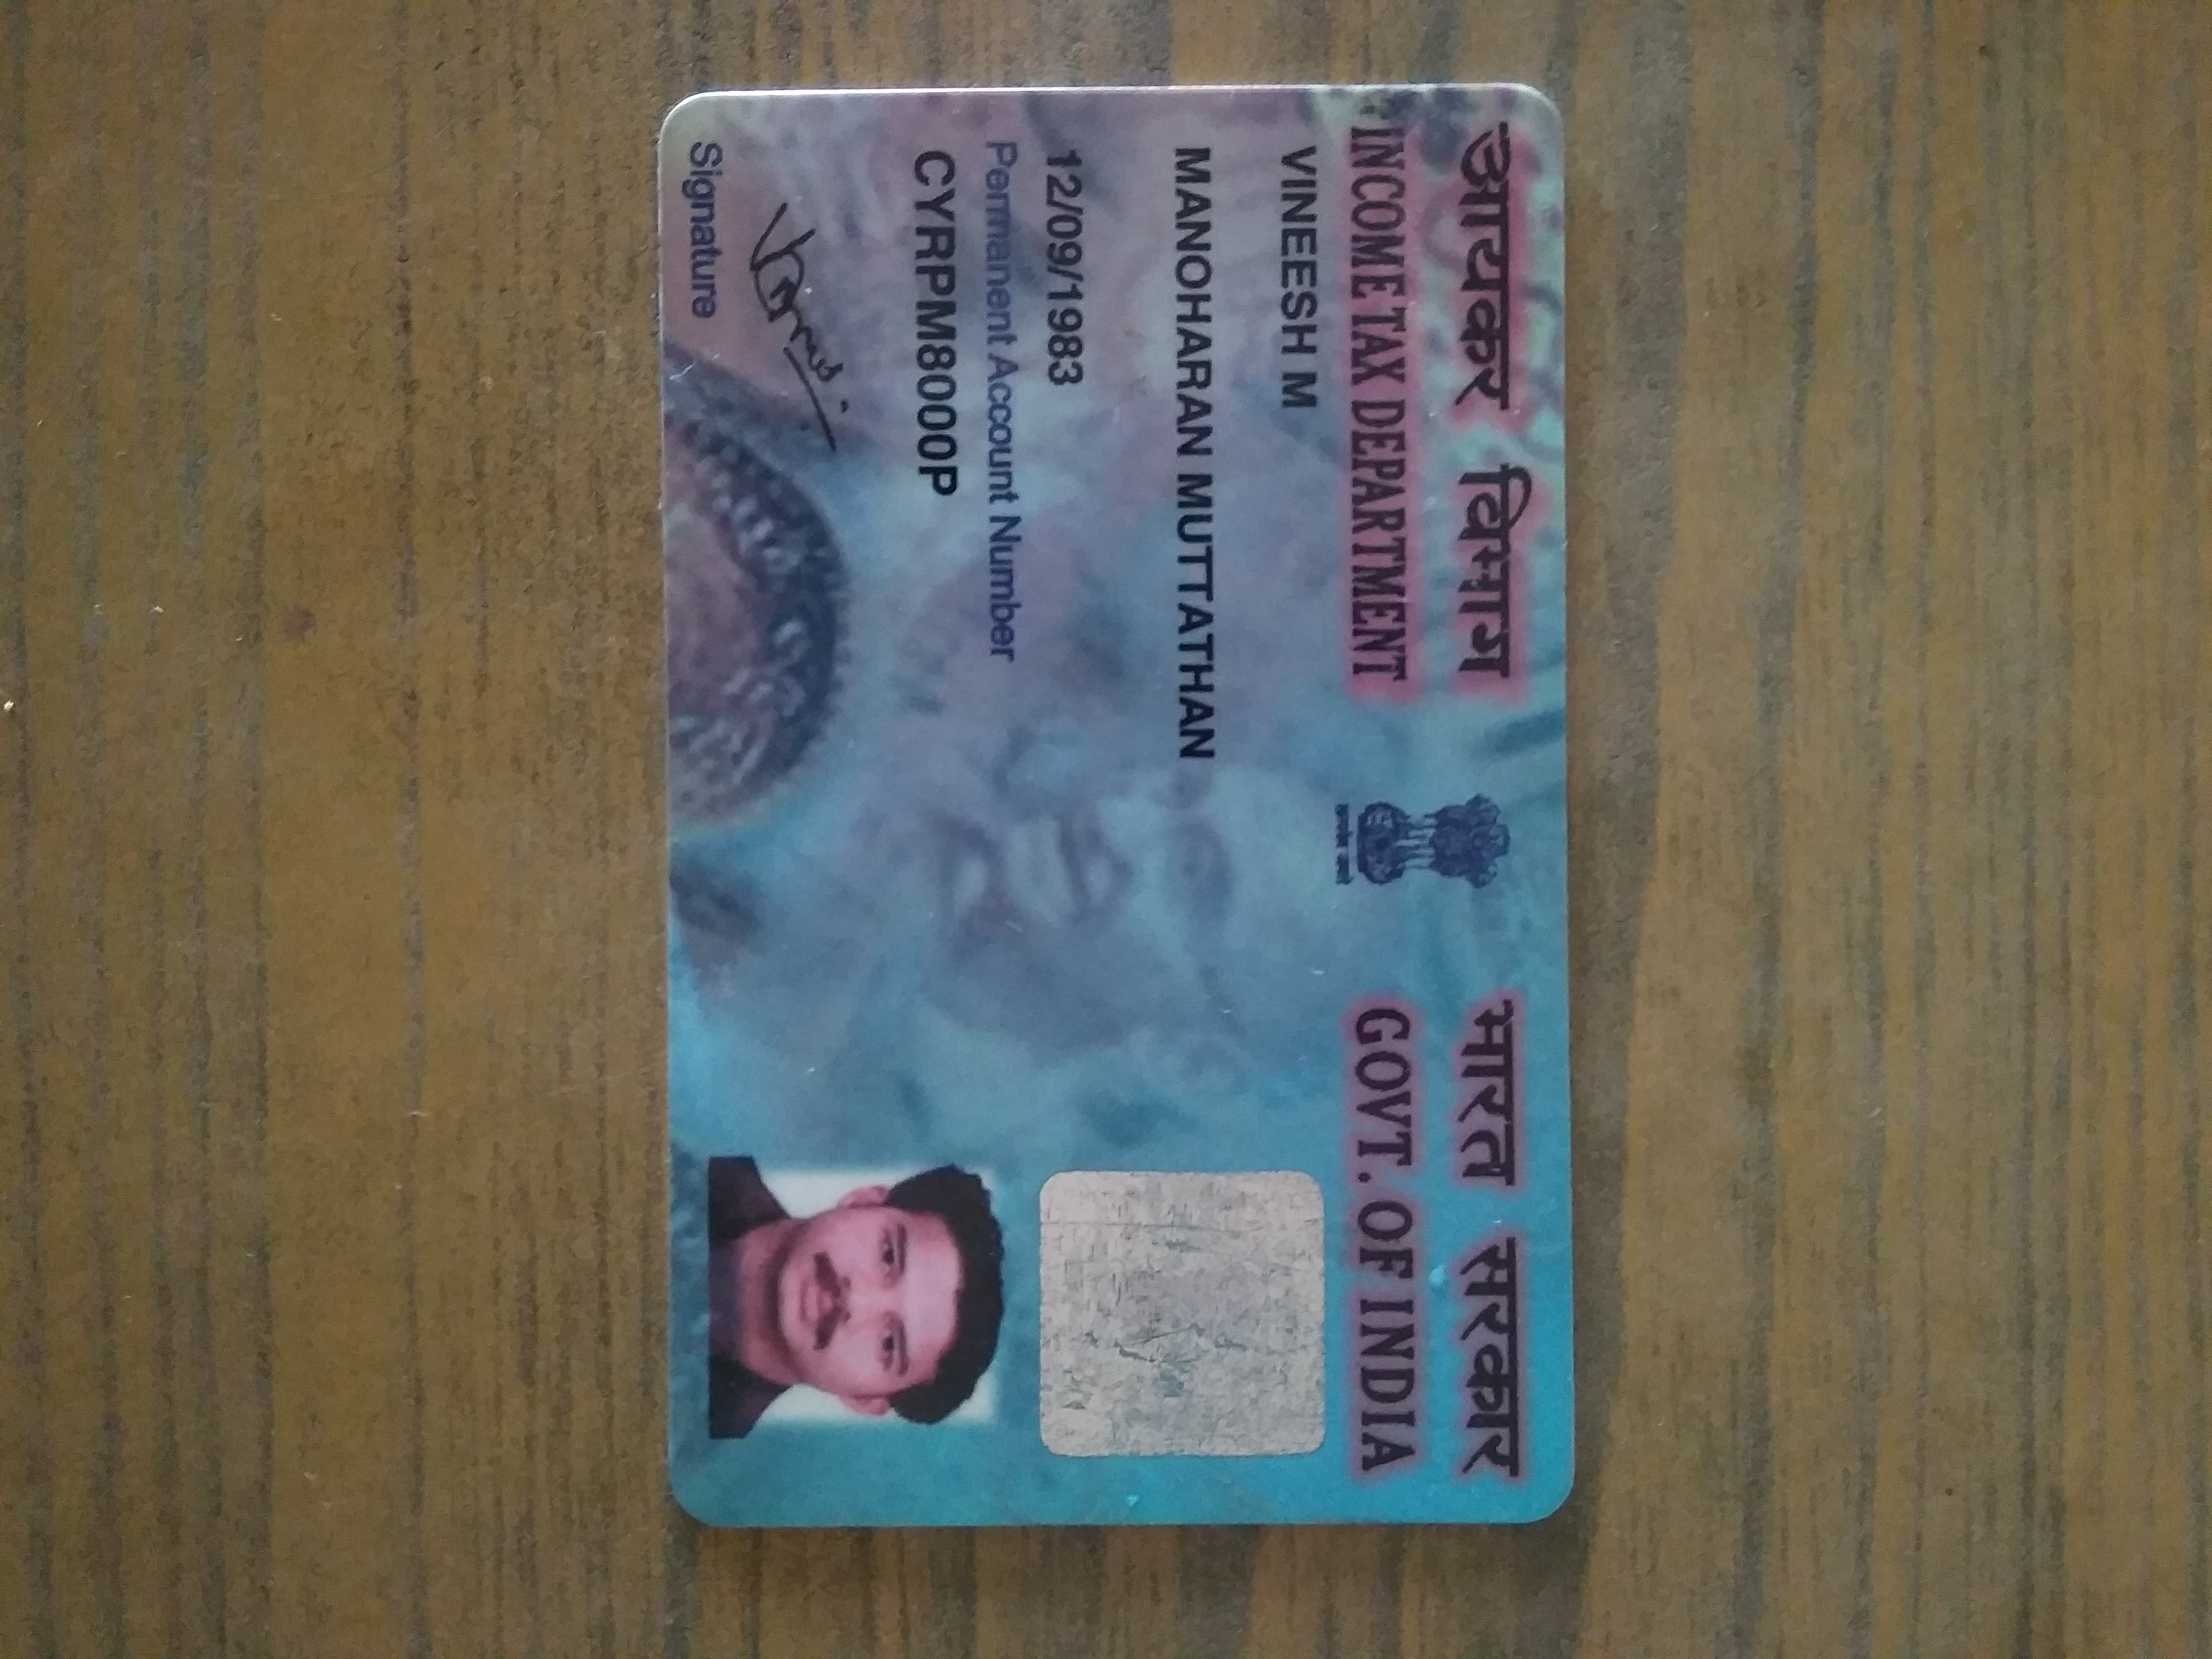 आयकर विभाग भारत सरकार
INCOME TAX DEPARTMENT GOVT. OF INDIA
VINEESH M
MANOHARAN MUTTATHAN
12/09/1983
Permanent Account Number
CYRPM8000P
Signature